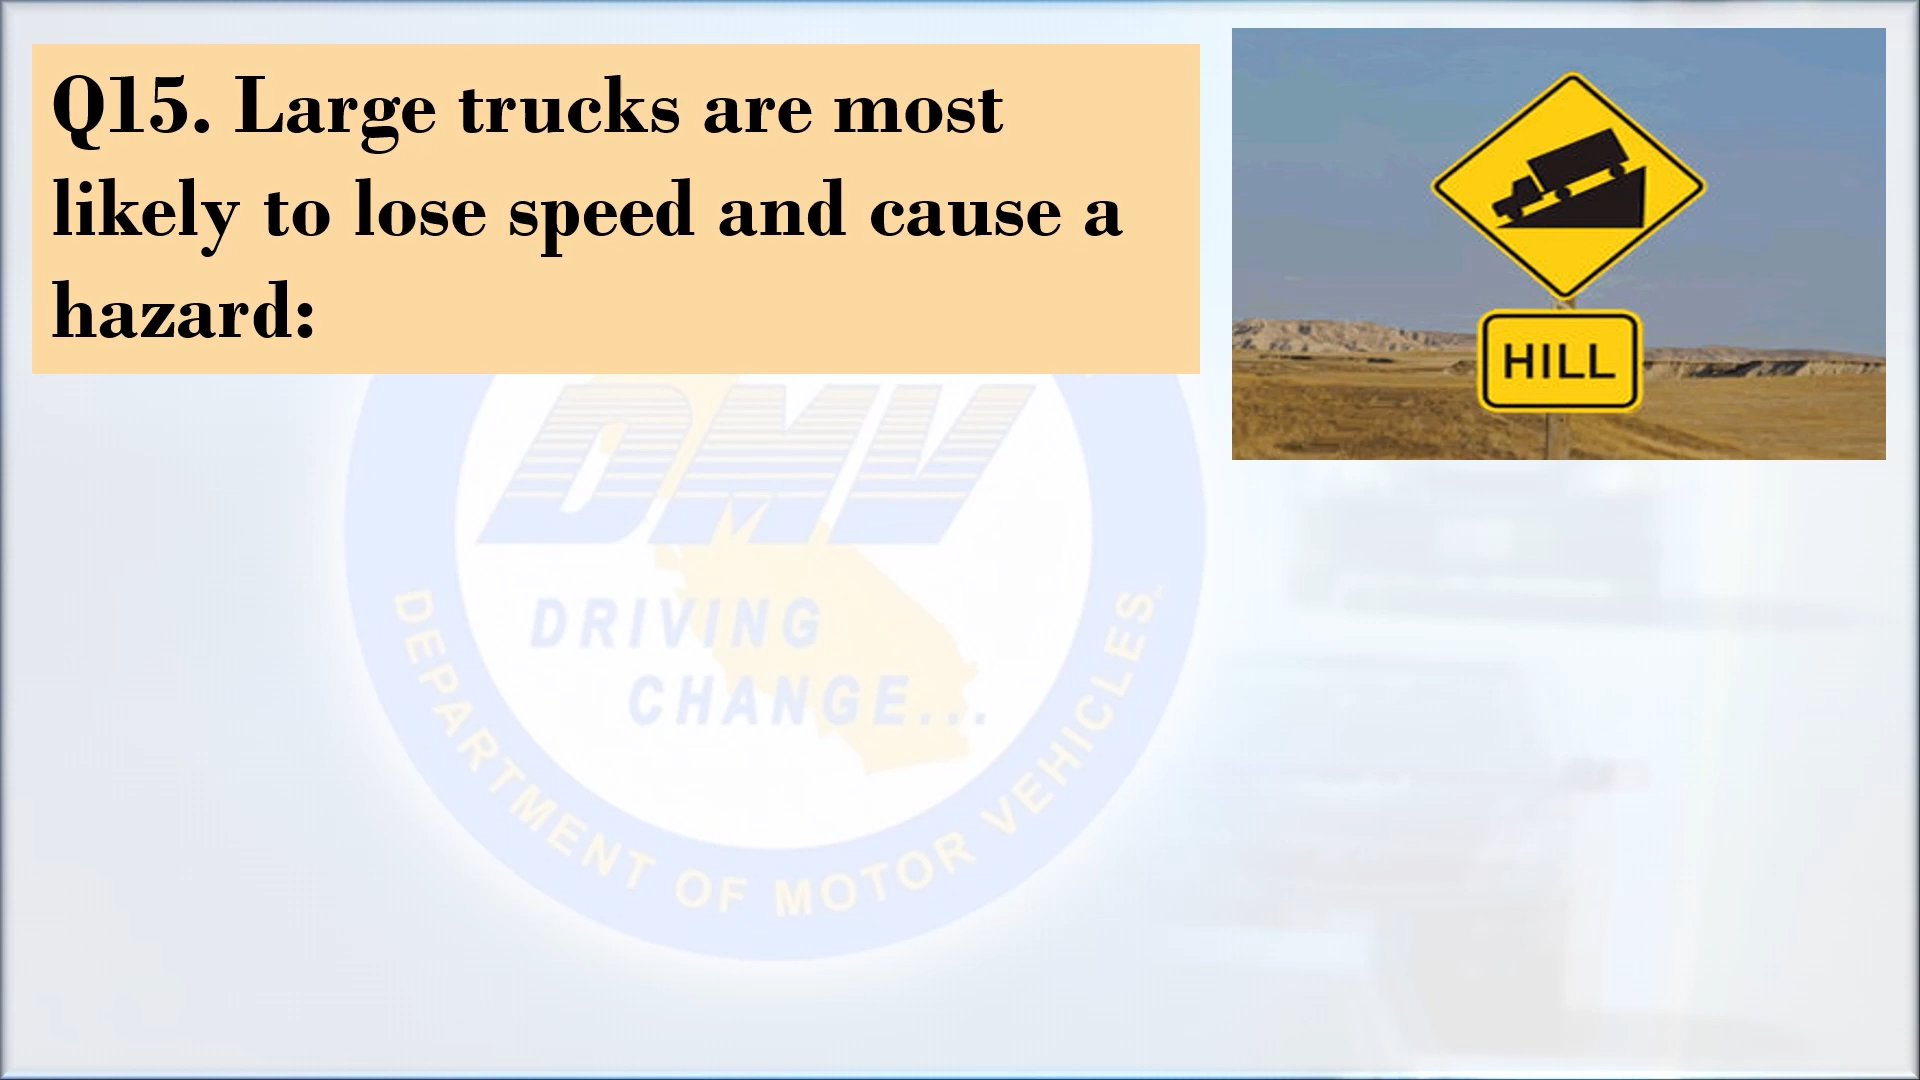 Q15. Large trucks are most
likely to lose speed and cause a
hazard:
HILL
DMV
DRIVING
CHANGE...
DEPARTMENT OF MOTOR VEHICLES